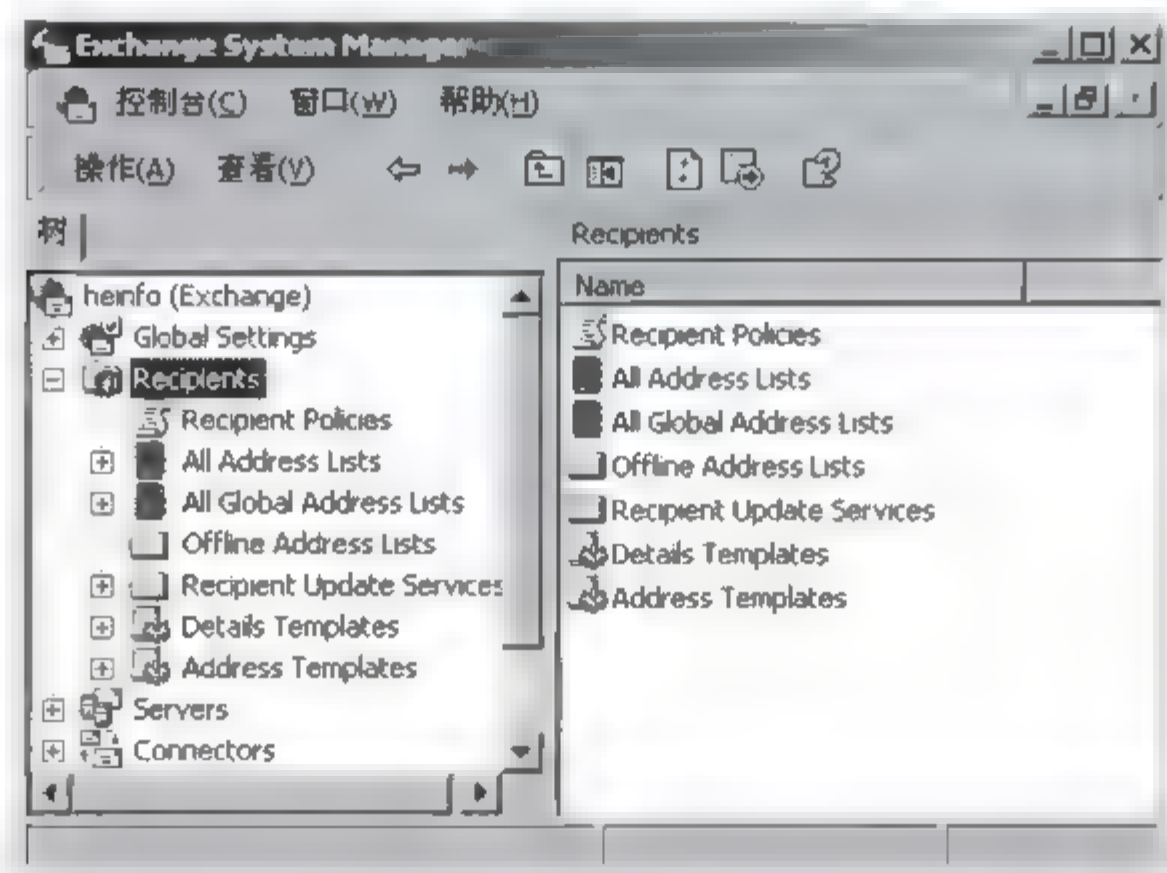 Exchange System Manager
控制台(C) 窗口(W) 帮助(H)
操作(A) 查看(V)
树
Recipients
heinfo (Exchange)
Global Settings
Recipients
Recipient Policies
All Address Lists
All Global Address Lists
Offline Address Lists
Recipient Update Services
Details Templates
Address Templates
Servers
Connectors
Name
Recipient Policies
All Address Lists
All Global Address Lists
Offline Address Lists
Recipient Update Services
Details Templates
Address Templates